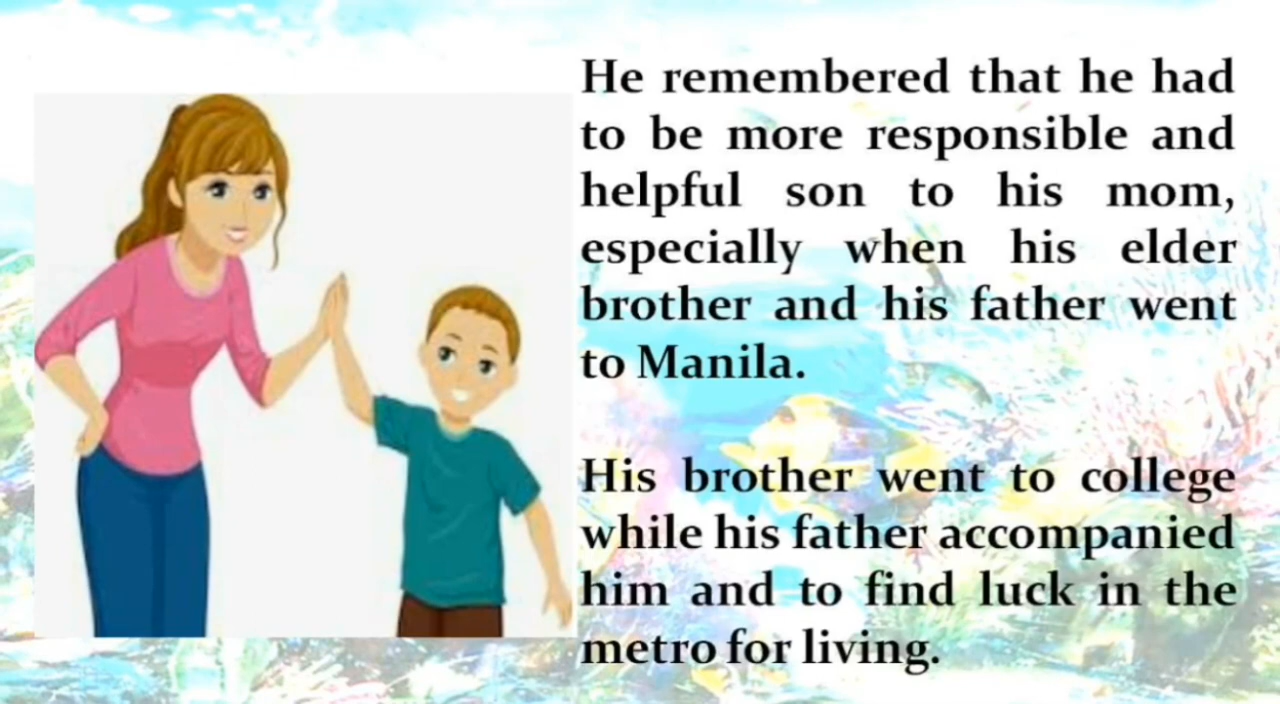 He remembered that he had
to be more responsible and
helpful son to his mom,
especially when his elder
brother and his father went
to Manila.
His brother went to college
while his father accompanied
him and to find luck in the
metro for living.